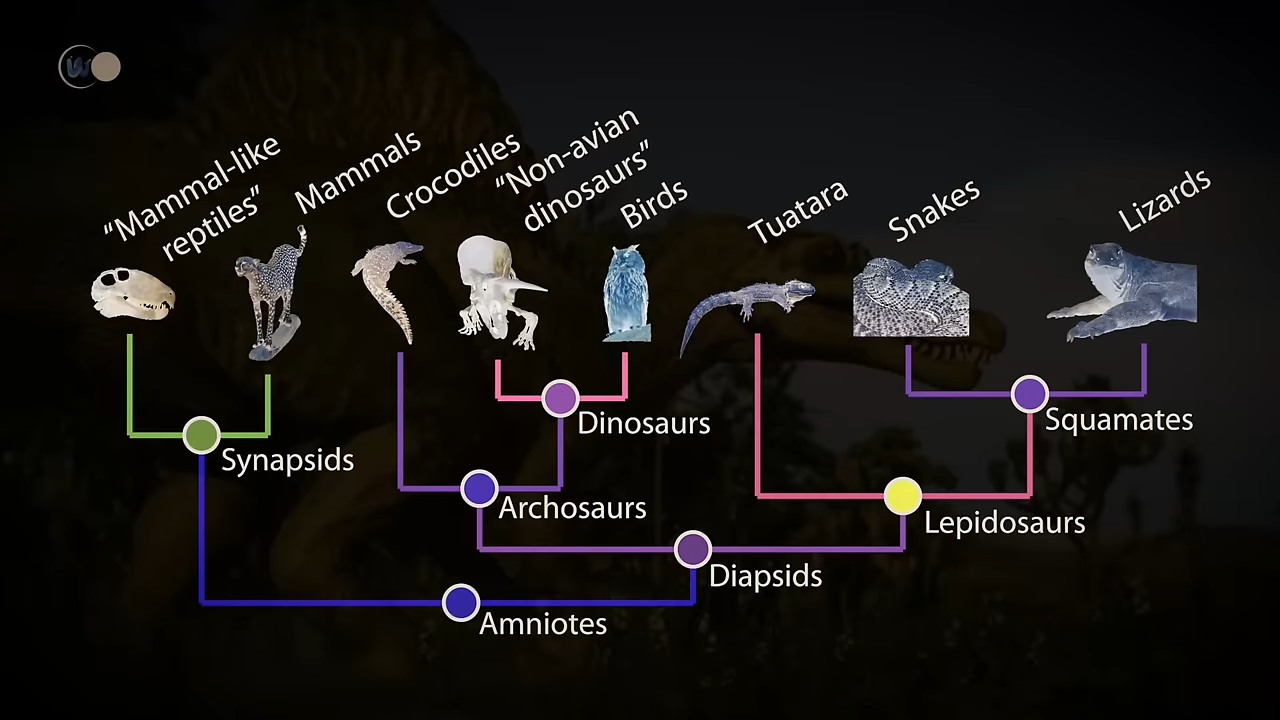 “Mammal-like
reptiles”
Mammals
Crocodiles
“Non-avian
dinosaurs”
Birds
Tuatara
Snakes
Lizards
Dinosaurs
Squamates
Synapsids
Archosaurs
Lepidosaurs
Diapsids
Amniotes